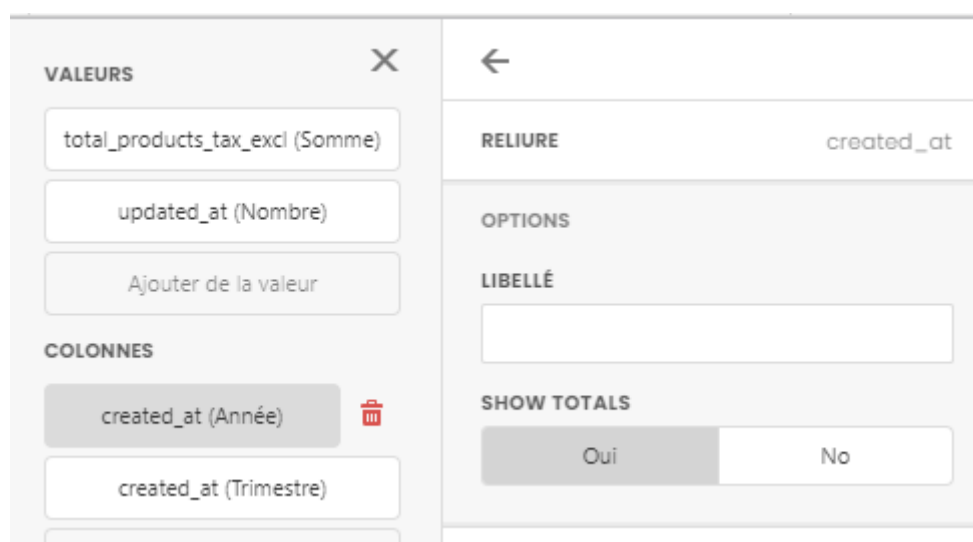 VALEURS
total_products_tax_excl (Somme)
updated_at (Nombre)
Ajouter de la valeur
COLONNES
created_at (Année)
created_at (Trimestre)
RELIURE
created_at
OPTIONS
LIBELLÉ
SHOW TOTALS
Oui
No